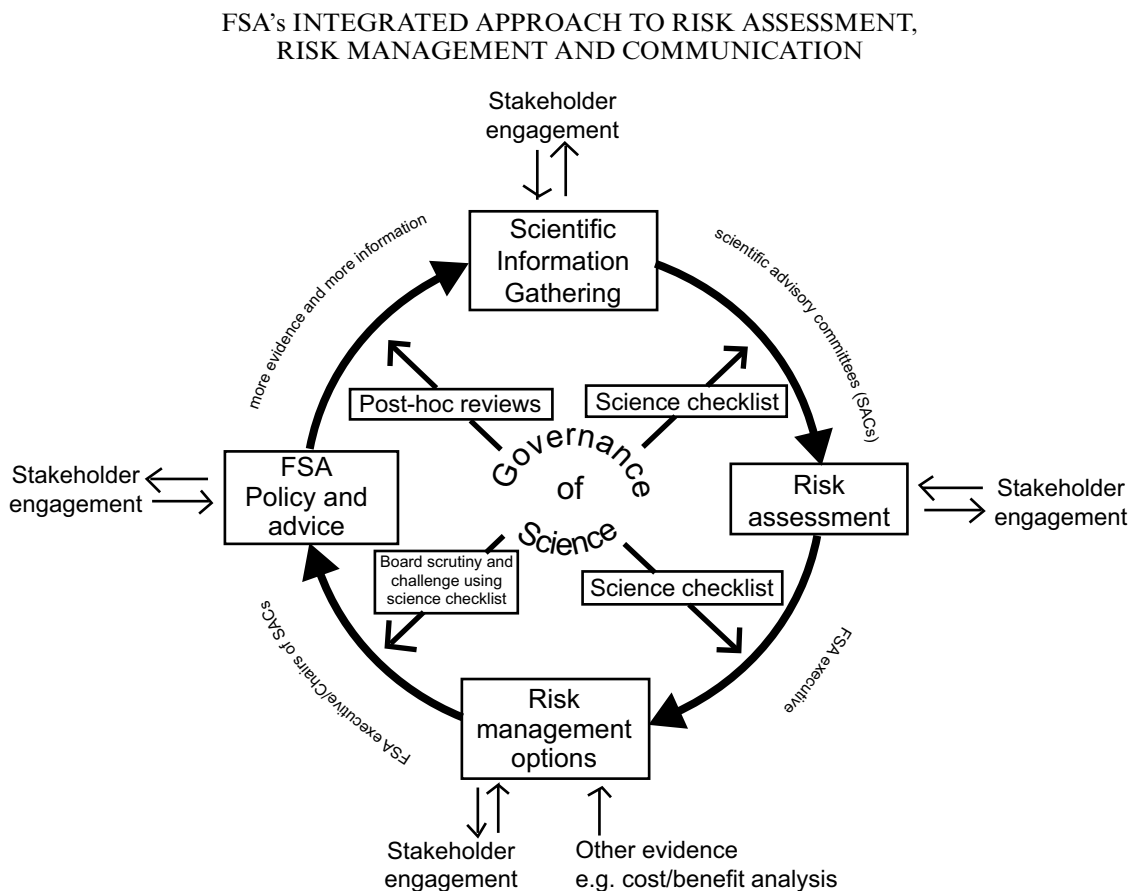 FSA's INTEGRATED APPROACH TO RISK ASSESSMENT,
RISK MANAGEMENT AND COMMUNICATION
Stakeholder
engagement
Scientific
Information
Gathering
more evidence and more information
scientific advisory committees (SACs)
Post-hoc reviews
Science checklist
Governance
of
Science
Stakeholder
engagement
FSA
Policy and
advice
Risk
assessment
Stakeholder
engagement
Board scrutiny and
challenge using
science checklist
Science checklist
FSA executive/Chairs of SACs
FSA executive
Risk
management
options
Stakeholder
engagement
Other evidence
e.g. cost/benefit analysis